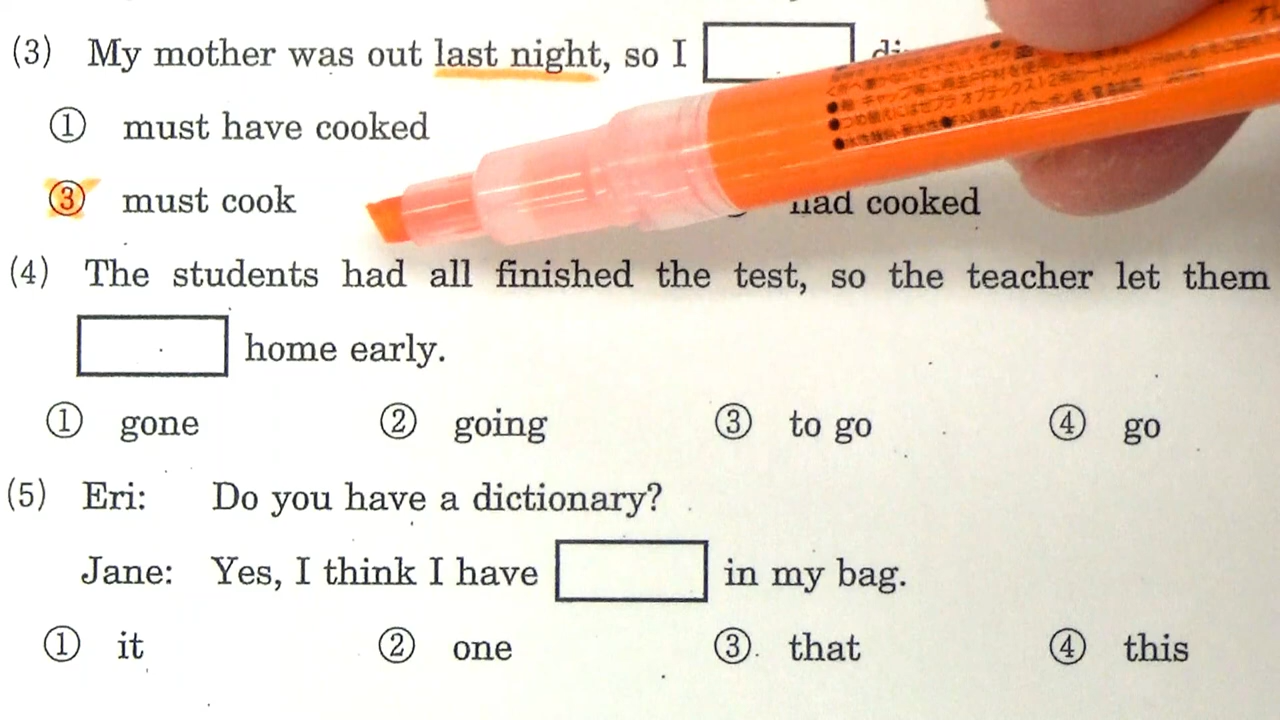 (3) My mother was out last night, so I
① must have cooked
③ must cook had cooked
(4) The students had all finished the test, so the teacher let them
home early.
① gone ② going ③ to go ④ go
(5) Eri: Do you have a dictionary?
Jane: Yes, I think I have in my bag.
① it ② one ③ that ④ this